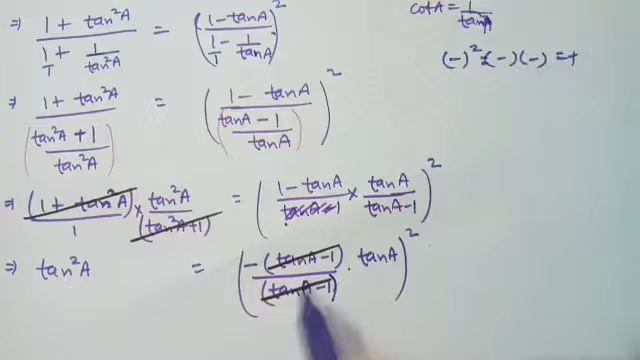 ⇒ (1 + tan²A) / (1/1 + 1/tan²A) = ((1 - tanA) / (1/1 - 1/tanA))²
cotA = 1/tanA
(-)² = (-)(-) = +
⇒ (1 + tan²A) / ((tan²A + 1)/tan²A) = ((1 - tanA) / ((tanA - 1)/tanA))²
⇒ (1 + tan²A)/1 × tan²A/(tan²A+1) = ((1 - tanA)/1 × tanA/(tanA-1))²
⇒ tan²A = (-(tanA-1)/(tanA-1) · tanA)²